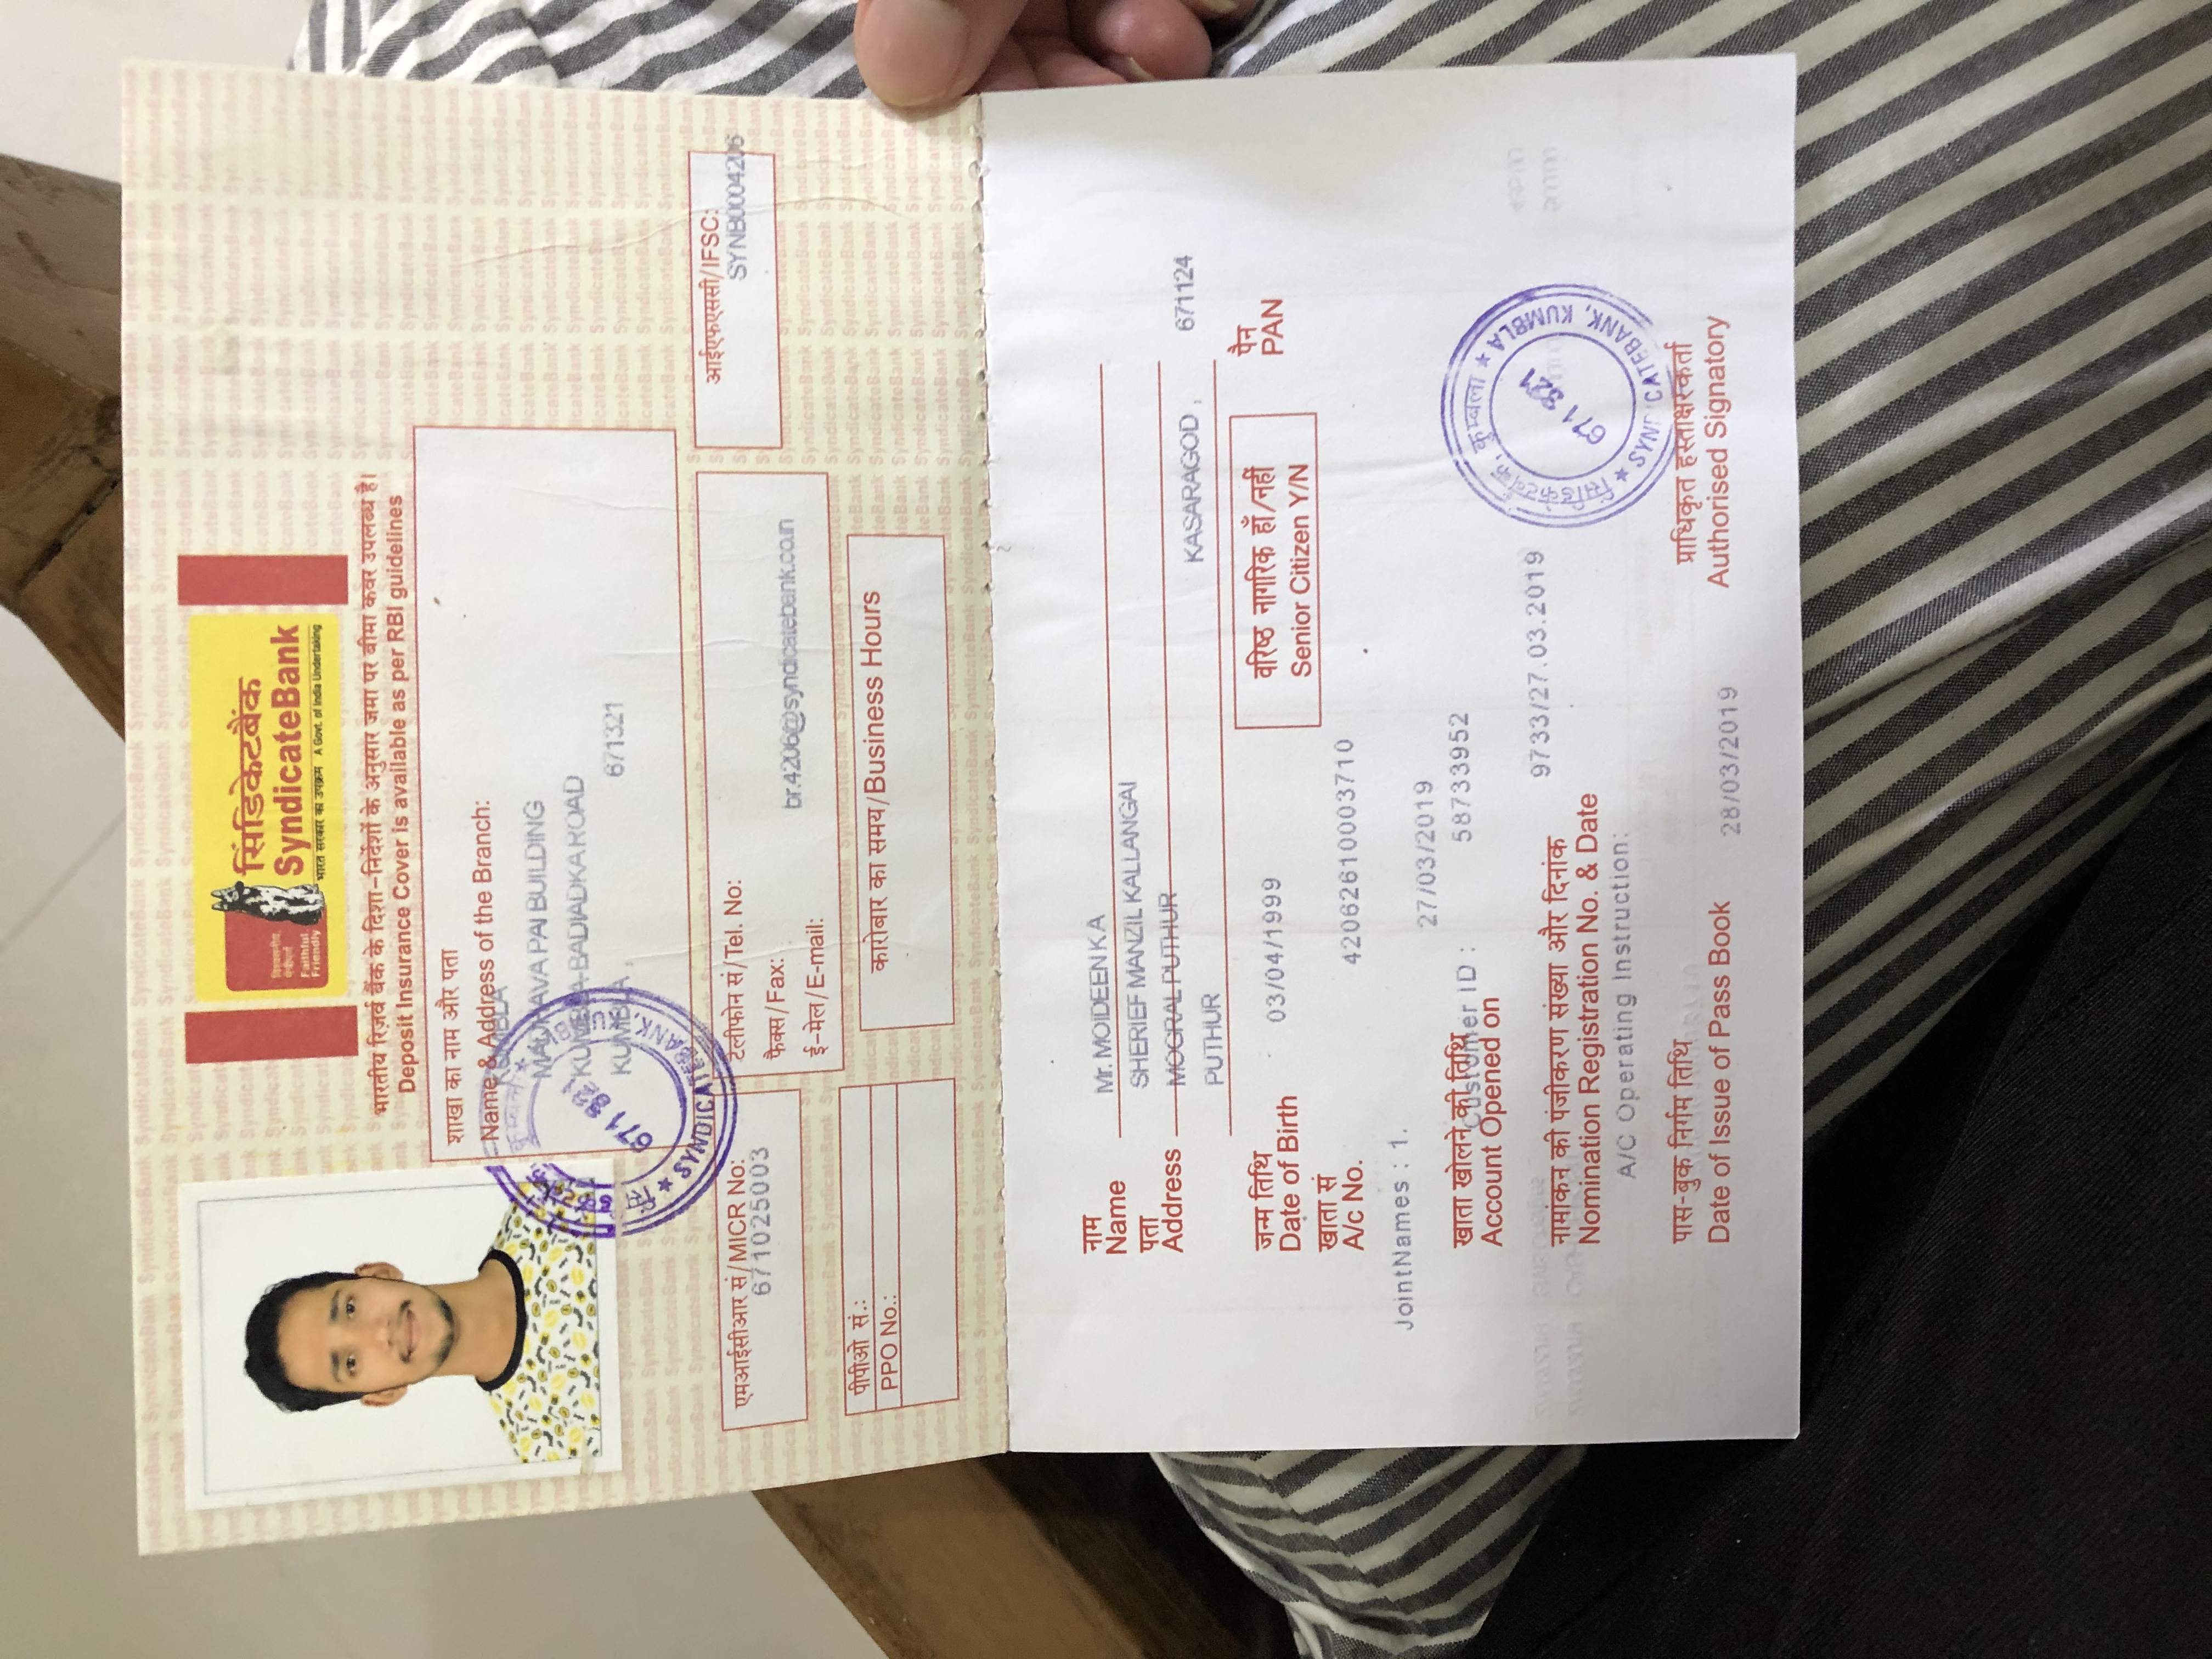 विश्वसनीय,
मैत्रीपूर्ण
Faithful,
Friendly
सिंडिकेटबैंक
SyndicateBank
भारत सरकार का उपक्रम A Govt. of India Undertaking
भारतीय रिज़र्व बैंक के दिशा-निर्देशों के अनुसार जमा पर बीमा कवर उपलब्ध है।
Deposit Insurance Cover is available as per RBI guidelines
शाखा का नाम और पता
Name & Address of the Branch:
KUMBLA
MADHAVA PAI BUILDING
KUMBLA-BADIADKA ROAD
KUMBLA , 671321
671 321
SYNDICATEBANK, KUMBLA
एमआईसीआर सं/MICR No:
671025003
टेलीफोन सं/Tel. No:
फैक्स/Fax:
ई-मेल/E-mail:
br.4206@syndicatebank.co.in
आईएफएससी/IFSC:
SYNB0004206
पीपीओ सं.:
PPO No.:
कारोबार का समय/Business Hours
नाम
Name Mr. MOIDEEN K A
पता SHERIEF MANZIL KALLANGAI
Address MOGRAL PUTHUR
PUTHUR KASARAGOD , 671124
जन्म तिथि
Date of Birth 03/04/1999
वरिष्ठ नागरिक हाँ/नहीं
Senior Citizen Y/N
पैन
PAN
खाता सं
A/c No. 42062610003710
JointNames : 1.
27/03/2019
खाता खोलने की तिथि
Customer ID : 58733952
Account Opened on
नामांकन की पंजीकरण संख्या और दिनांक 9733/27.03.2019
Nomination Registration No. & Date
A/C Operating Instruction:
सिंडिकेटबैंक, कुम्बला
671 321
SYNDICATEBANK, KUMBLA
पास-बुक निर्गम तिथि
Date of Issue of Pass Book 28/03/2019
प्राधिकृत हस्ताक्षरकर्ता
Authorised Signatory